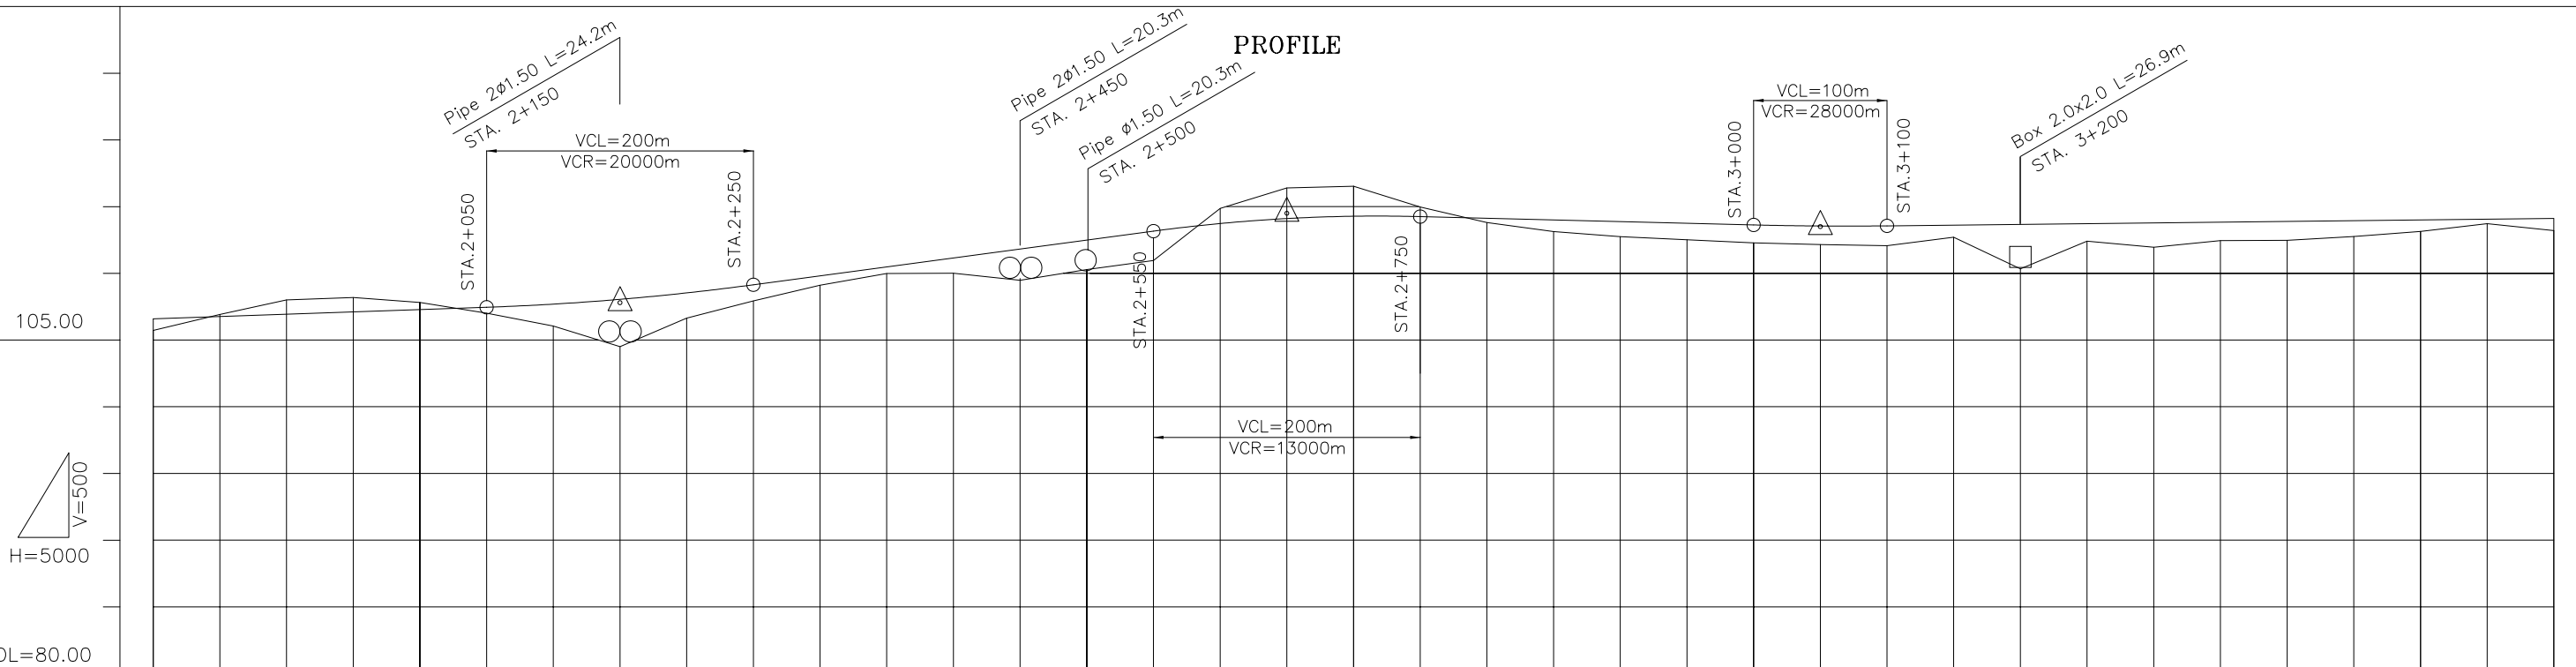 PROFILE
Pipe 2ø1.50 L=24.2m
STA. 2+150
Pipe 2ø1.50 L=20.3m
STA. 2+450
Pipe ø1.50 L=20.3m
STA. 2+500
Box 2.0x2.0 L=26.9m
STA. 3+200
VCL=200m
VCR=20000m
VCL=100m
VCR=28000m
STA.2+050
STA.2+250
STA.2+550
STA.2+750
STA.3+000
STA.3+100
VCL=200m
VCR=13000m
105.00
V=500
H=5000
DL=80.00